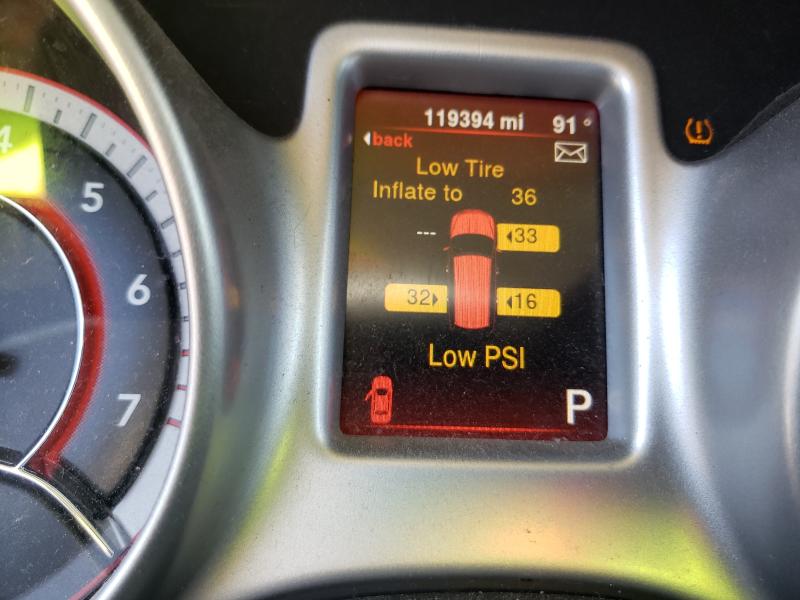 119394 mi 91°
back
Low Tire
Inflate to 36
--- 33
32 16
Low PSI
P
4
5
6
7